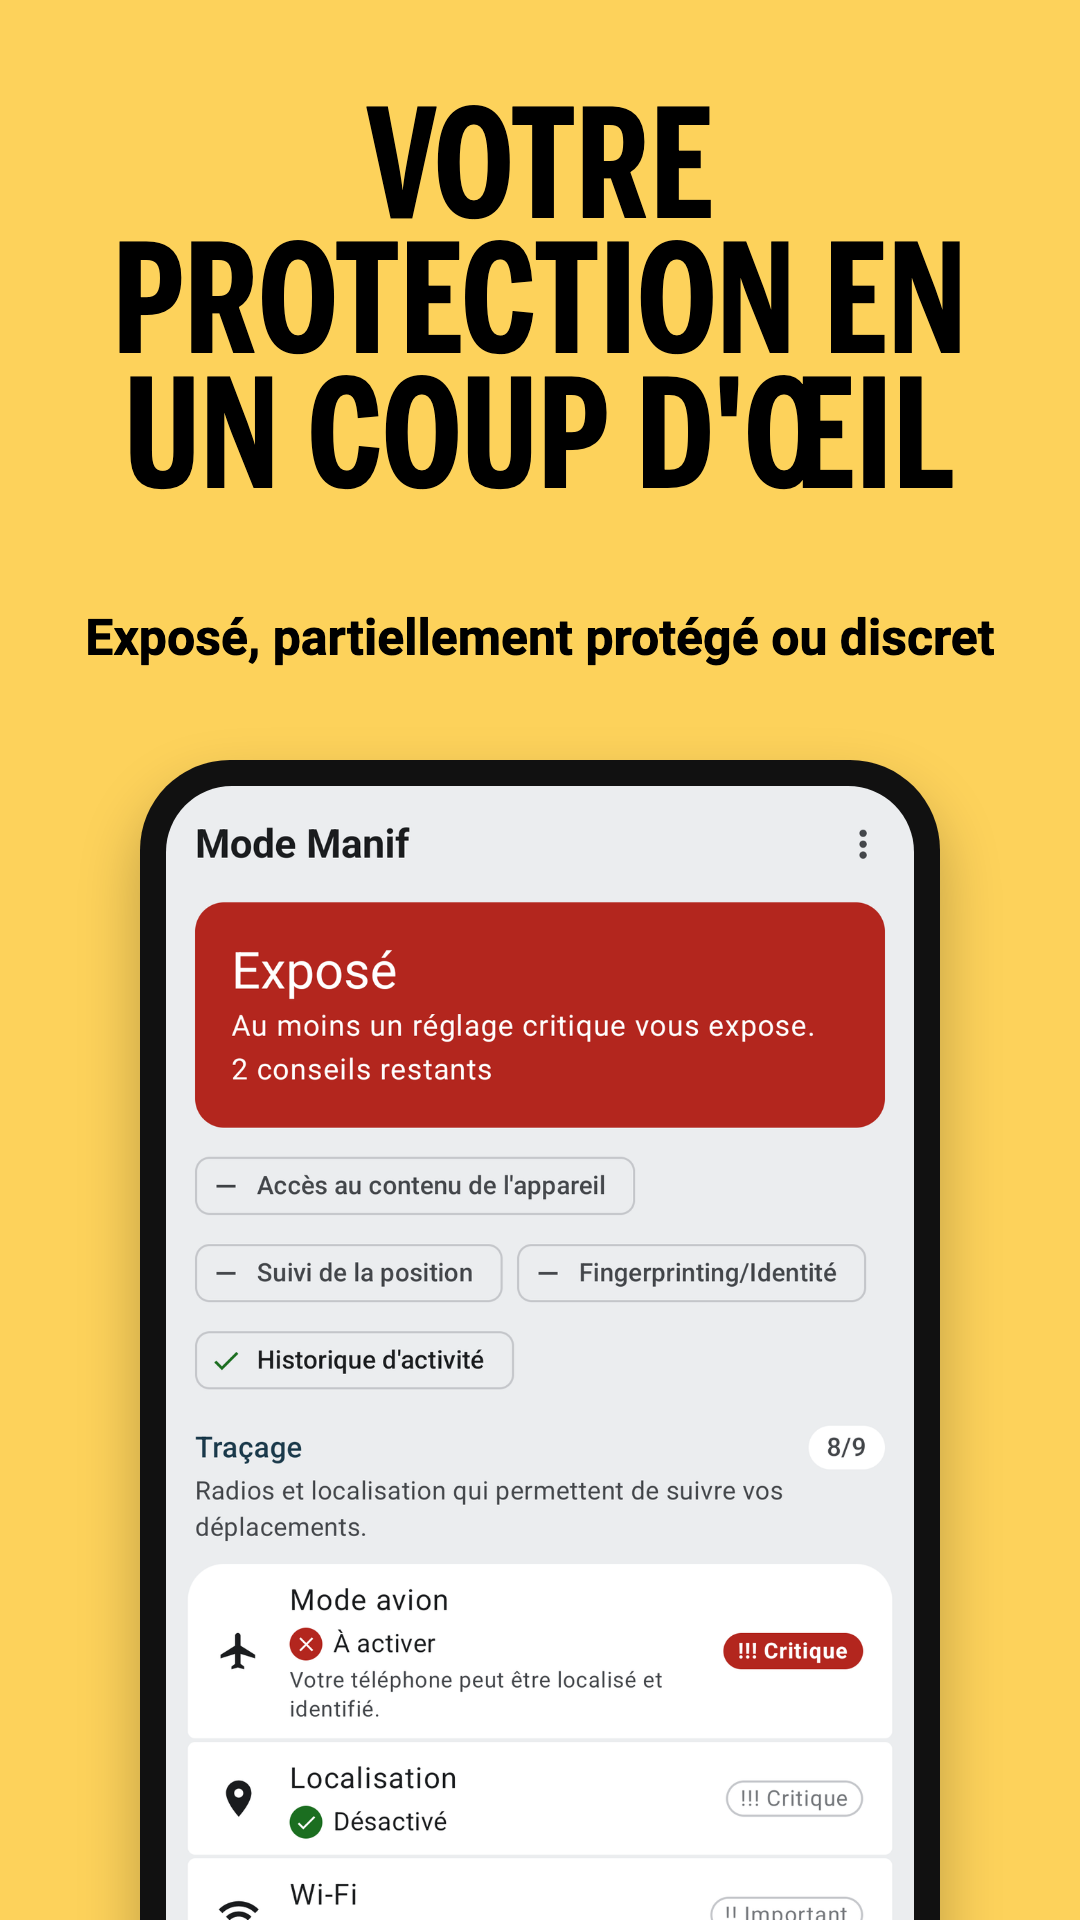 VOTRE
PROTECTION EN
UN COUP D'ŒIL
Exposé, partiellement protégé ou discret
Mode Manif
Exposé
Au moins un réglage critique vous expose.
2 conseils restants
Accès au contenu de l'appareil
Suivi de la position
Fingerprinting/Identité
Historique d'activité
Traçage
8/9
Radios et localisation qui permettent de suivre vos
déplacements.
Mode avion
À activer
Votre téléphone peut être localisé et
identifié.
!!! Critique
Localisation
Désactivé
!!! Critique
Wi-Fi
!! Important